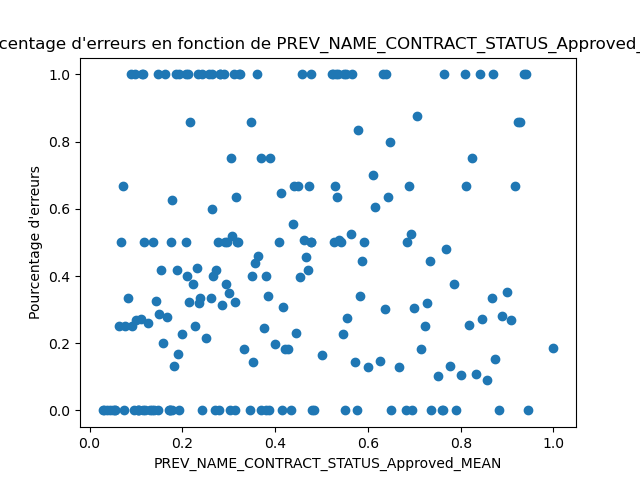 centage d'erreurs en fonction de PREV_NAME_CONTRACT_STATUS_Approved_
1.0
0.8
0.6
0.4
0.2
0.0
Pourcentage d'erreurs
0.0 0.2 0.4 0.6 0.8 1.0
PREV_NAME_CONTRACT_STATUS_Approved_MEAN